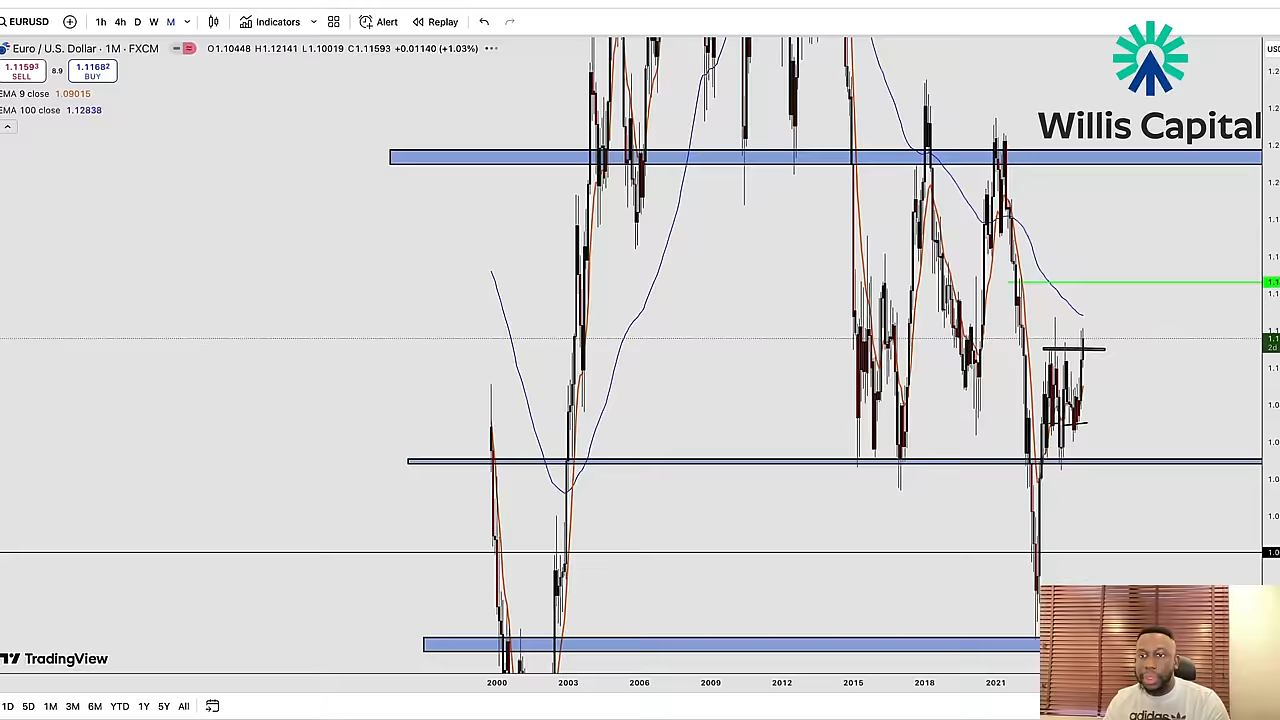 EURUSD 1h 4h D W M Indicators Alert Replay
Euro / U.S. Dollar · 1M · FXCM O1.10448 H1.12141 L1.10019 C1.11593 +0.01140 (+1.03%)
USD
1.11593 SELL 8.9 1.11682 BUY
EMA 9 close 1.09015
EMA 100 close 1.12838
Willis Capital
2d
TradingView
2000 2003 2006 2009 2012 2015 2018 2021
1D 5D 1M 3M 6M YTD 1Y 5Y All
adidas